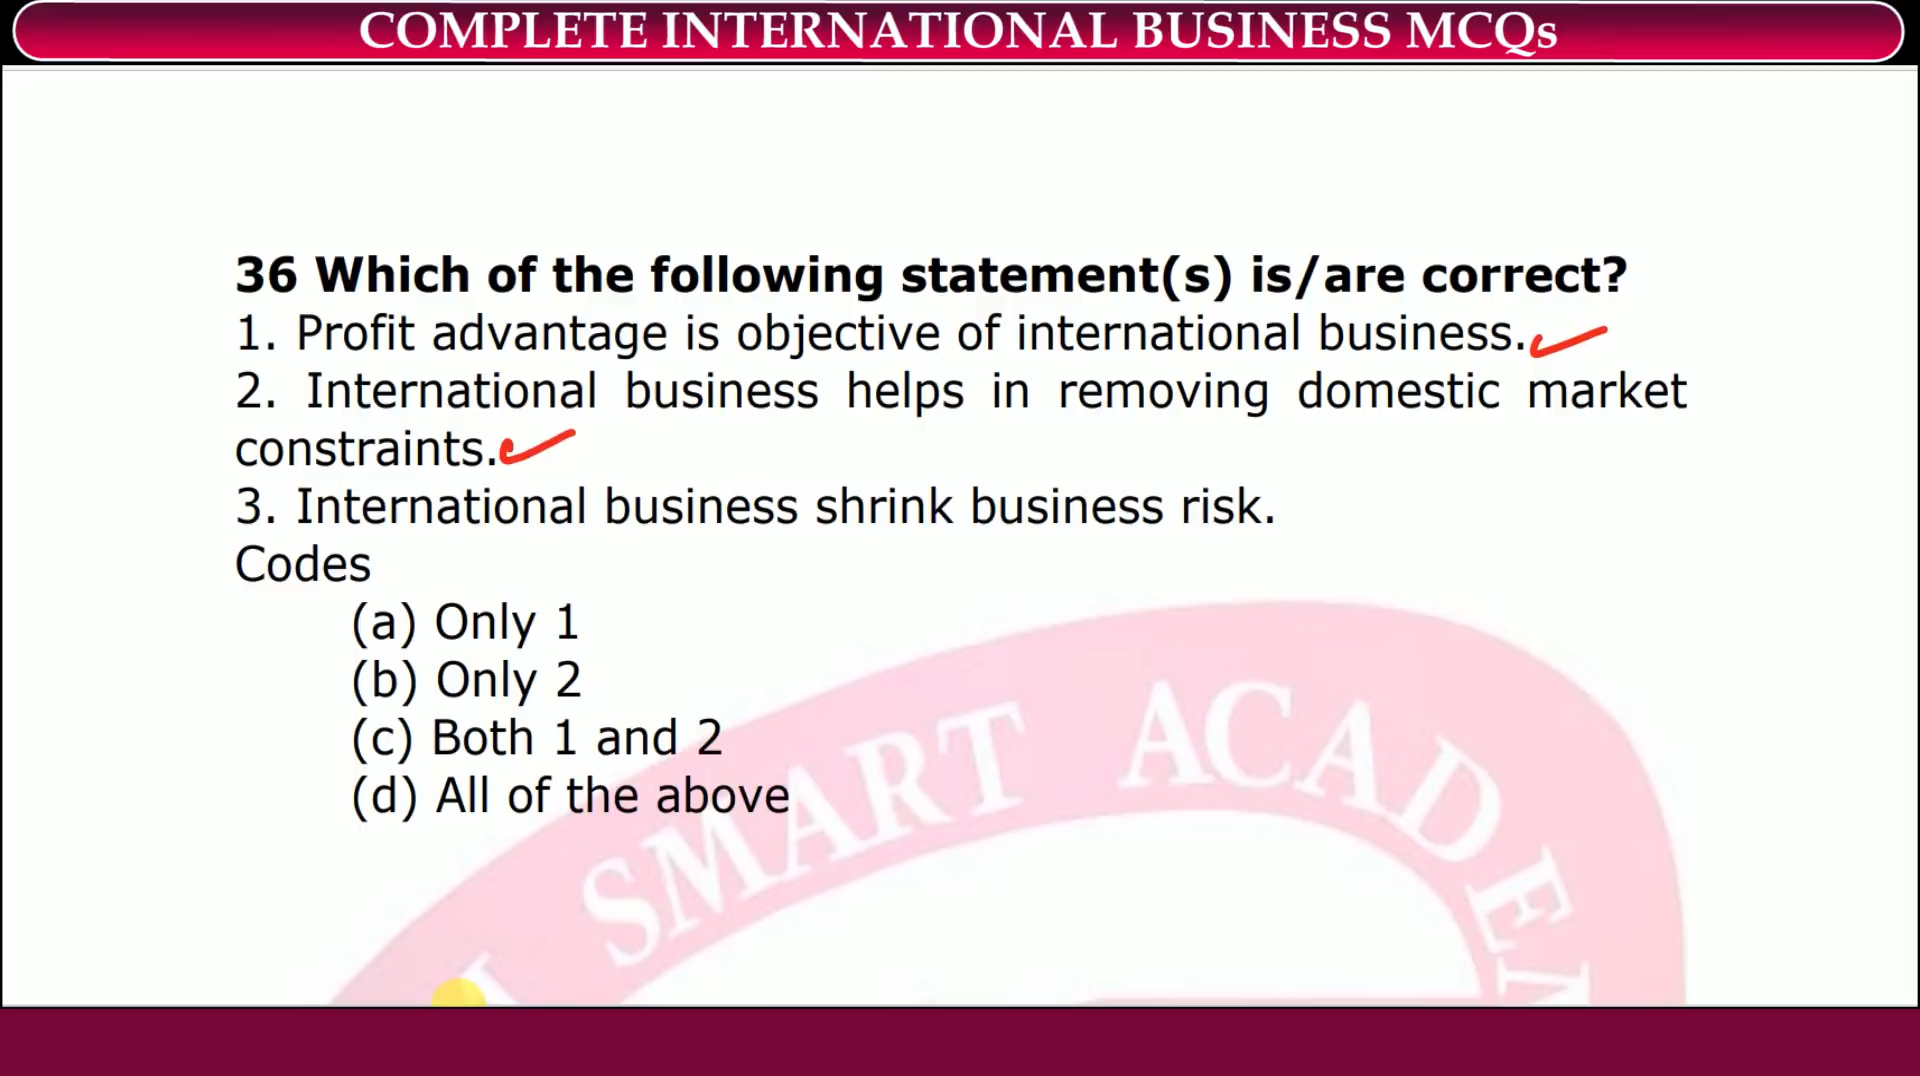 COMPLETE INTERNATIONAL BUSINESS MCQs
36 Which of the following statement(s) is/are correct?
1. Profit advantage is objective of international business.
2. International business helps in removing domestic market
constraints.
3. International business shrink business risk.
Codes
(a) Only 1
(b) Only 2
(c) Both 1 and 2
(d) All of the above
SMART ACADEM